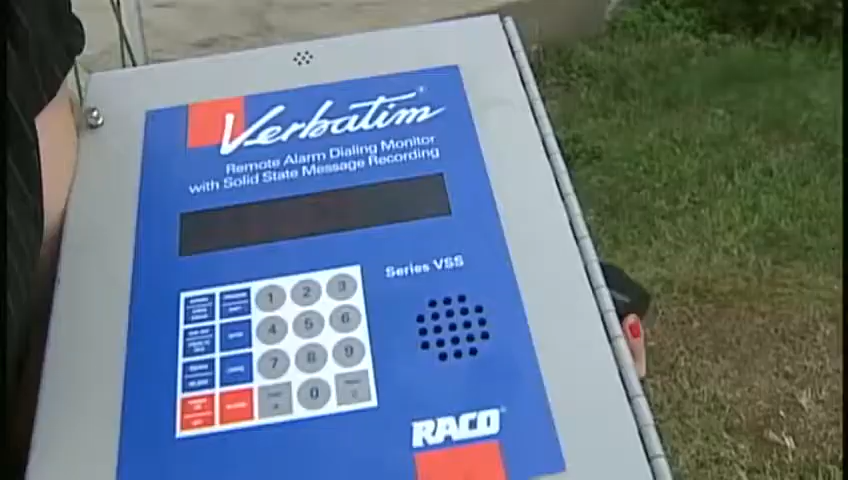 Verbatim®
Remote Alarm Dialing Monitor
with Solid State Message Recording
Series VSS
1 2 3
4 5 6
7 8 9
0
RACO